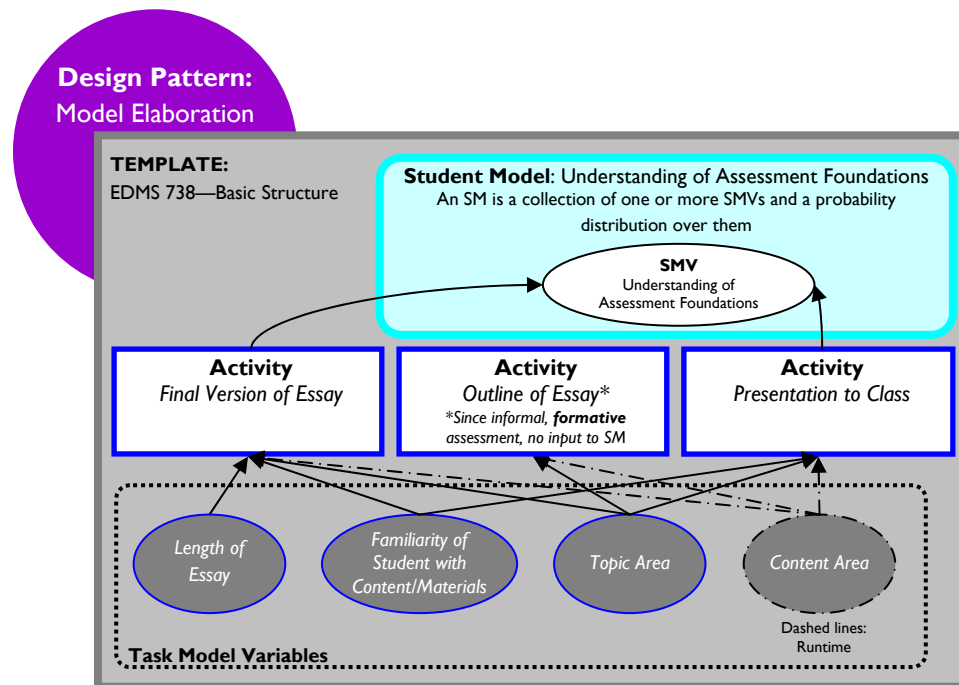 Design Pattern:
Model Elaboration
TEMPLATE:
EDMS 738—Basic Structure
Student Model: Understanding of Assessment Foundations
An SM is a collection of one or more SMVs and a probability
distribution over them
SMV
Understanding of
Assessment Foundations
Activity
Final Version of Essay
Activity
Outline of Essay*
*Since informal, formative
assessment, no input to SM
Activity
Presentation to Class
Length of
Essay
Familiarity of
Student with
Content/Materials
Topic Area
Content Area
Dashed lines:
Runtime
Task Model Variables